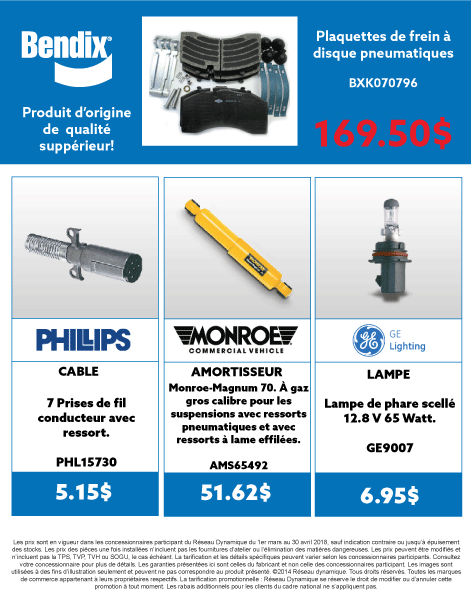 Bendix
Produit d'origine
de qualité
suppérieur!
Plaquettes de frein à
disque pneumatiques
BXK070796
169.50$
PHILLIPS
CABLE
7 Prises de fil
conducteur avec
ressort.
PHL15730
5.15$
MONROE
COMMERCIAL VEHICLE
AMORTISSEUR
Monroe-Magnum 70. À gaz
gros calibre pour les
suspensions avec ressorts
pneumatiques et avec
ressorts à lame effilées.
AMS65492
51.62$
GE
GE
Lighting
LAMPE
Lampe de phare scellé
12.8 V 65 Watt.
GE9007
6.95$
Les prix sont en vigueur dans les concessionnaires participant du Réseau Dynamique du 1er mars au 30 avril 2018, sauf indication contraire ou jusqu'à épuisement
des stocks. Les prix des pièces une fois installées n'incluent pas les fournitures d'atelier ou l'élimination des matières dangereuses. Les prix peuvent être modifiés et
n'incluent pas la TPS, TVP, TVH ou SOGU, le cas échéant. La tarification et les détails spécifiques peuvent varier selon les concessionnaires participants. Consultez
votre concessionnaire pour plus de détails. Les garanties présentées ici sont celles du fabricant et non celle des concessionnaires participant. Les images sont
utilisées à des fins d'illustration seulement et peuvent ne pas correspondre au produit présenté. ©2014 Réseau dynamique. Tous droits réservés. Toutes les marques
de commerce appartenant à leurs propriétaires respectifs. La tarification promotionnelle : Réseau Dynamique se réserve le droit de modifier ou d'annuler cette
promotion à tout moment. Les rabais additionnels pour les clients du cadre national ne s'appliquent pas.